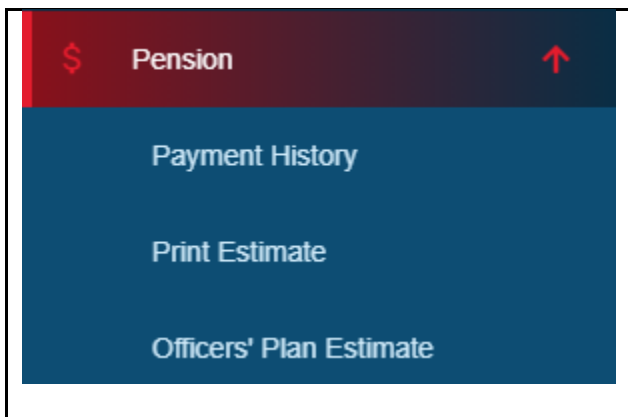 $ Pension
Payment History
Print Estimate
Officers' Plan Estimate